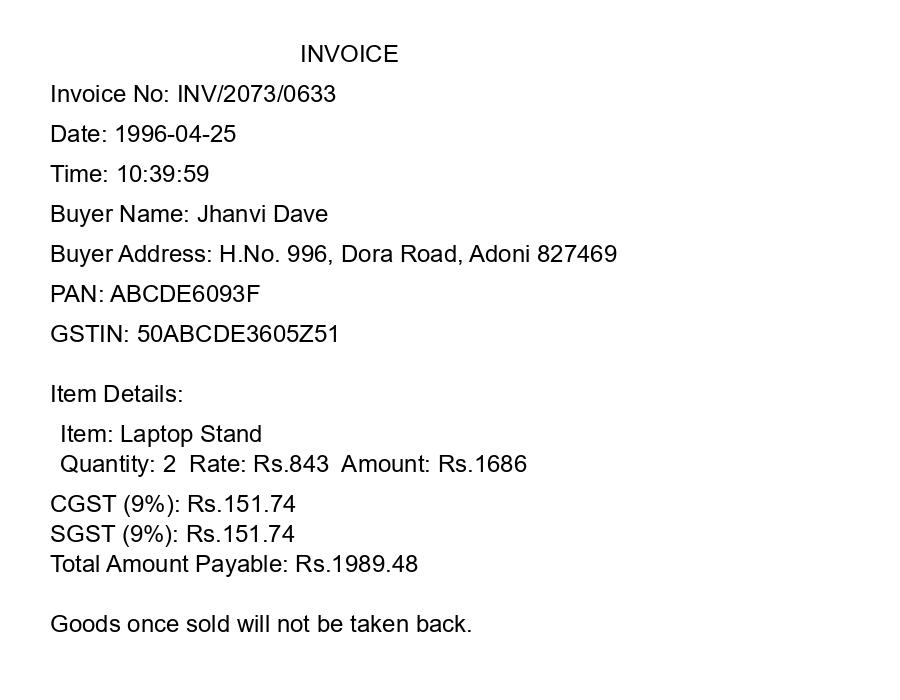 INVOICE
Invoice No: INV/2073/0633
Date: 1996-04-25
Time: 10:39:59
Buyer Name: Jhanvi Dave
Buyer Address: H.No. 996, Dora Road, Adoni 827469
PAN: ABCDE6093F
GSTIN: 50ABCDE3605Z51
Item Details:
Item: Laptop Stand
Quantity: 2  Rate: Rs.843  Amount: Rs.1686
CGST (9%): Rs.151.74
SGST (9%): Rs.151.74
Total Amount Payable: Rs.1989.48
Goods once sold will not be taken back.